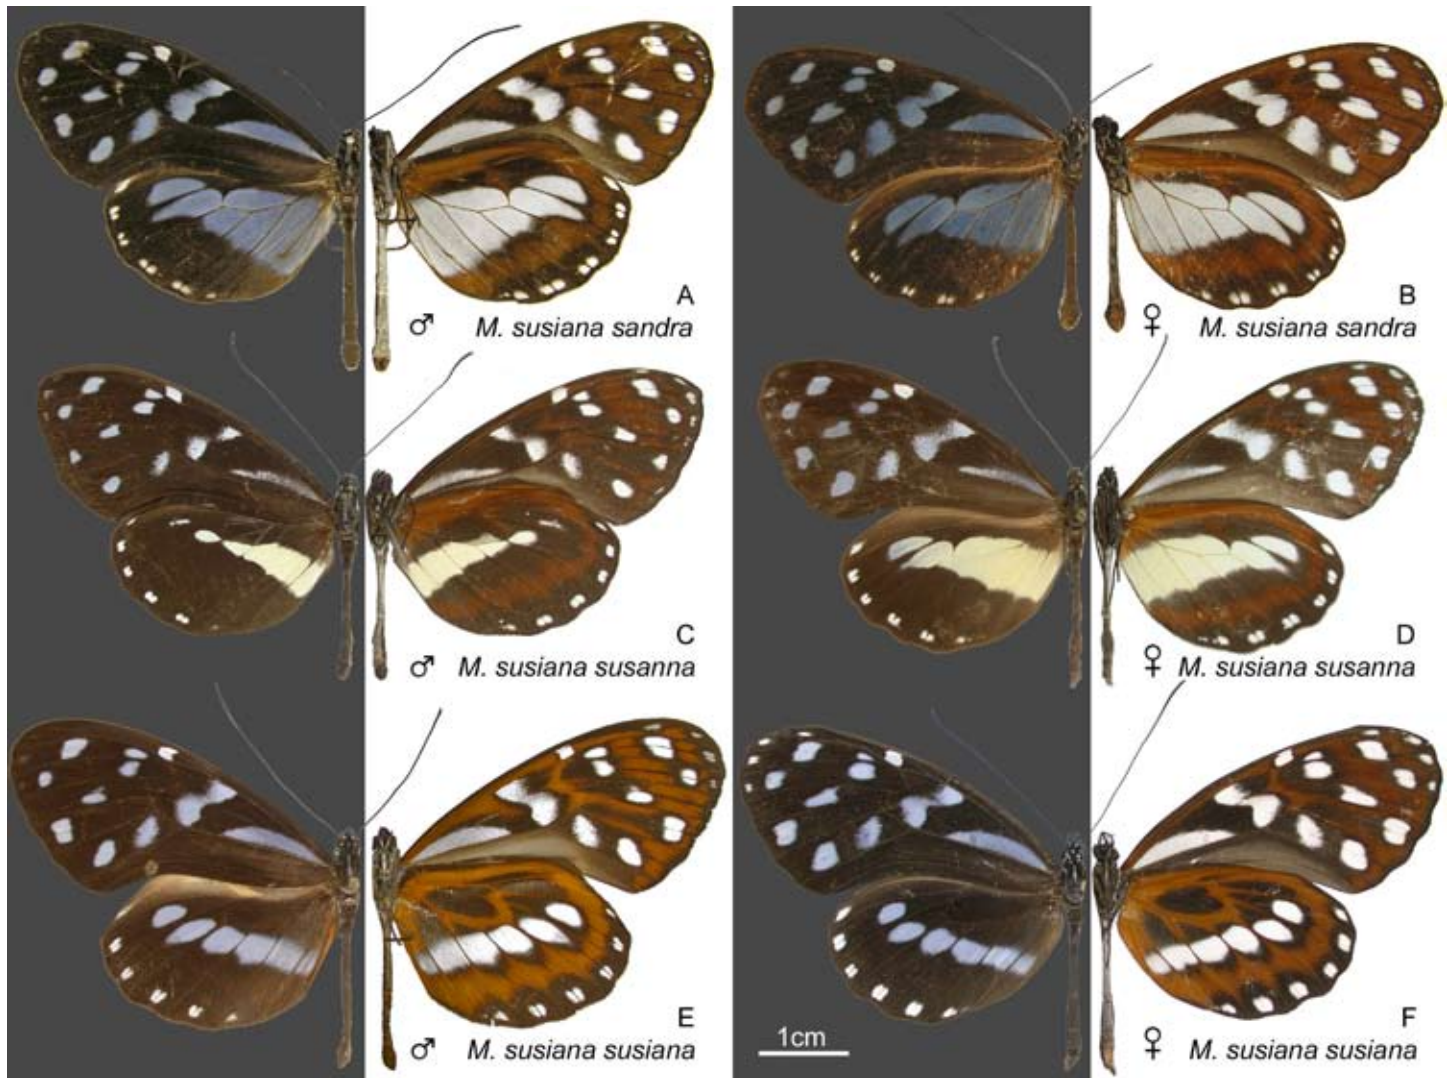 A
♂ M. susiana sandra
B
♀ M. susiana sandra
C
♂ M. susiana susanna
D
♀ M. susiana susanna
E
♂ M. susiana susiana
1cm
F
♀ M. susiana susiana